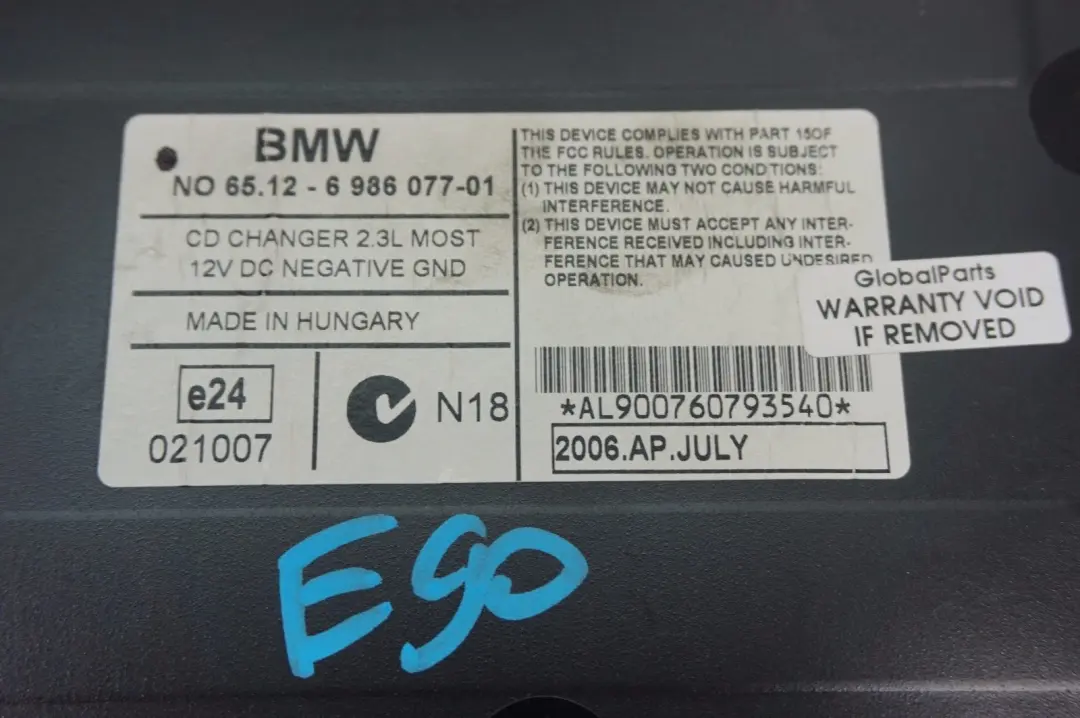 BMW
NO 65.12 - 6 986 077-01
CD CHANGER 2.3L MOST
12V DC NEGATIVE GND
MADE IN HUNGARY
e24
021007
N18
THIS DEVICE COMPLIES WITH PART 15OF
THE FCC RULES. OPERATION IS SUBJECT
TO THE FOLLOWING TWO CONDITIONS:
(1) THIS DEVICE MAY NOT CAUSE HARMFUL
INTERFERENCE.
(2) THIS DEVICE MUST ACCEPT ANY INTER-
FERENCE RECEIVED INCLUDING INTER-
FERENCE THAT MAY CAUSED UNDESIRED
OPERATION.
*AL900760793540*
2006.AP.JULY
GlobalParts
WARRANTY VOID
IF REMOVED
E90